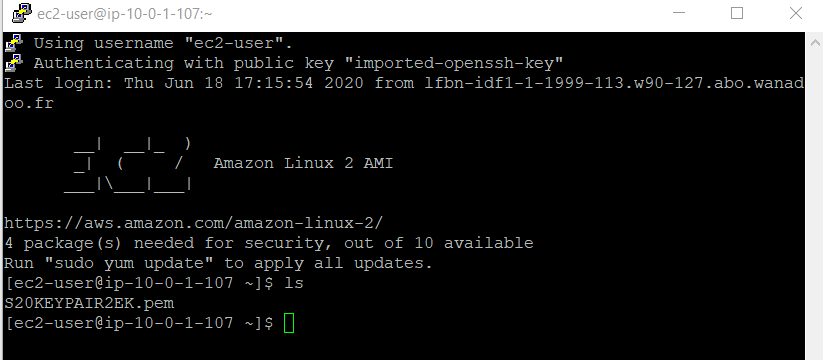 ec2-user@ip-10-0-1-107:~
Using username "ec2-user".
Authenticating with public key "imported-openssh-key"
Last login: Thu Jun 18 17:15:54 2020 from lfbn-idf1-1-1999-113.w90-127.abo.wanad
oo.fr
       __|  __|_  )
       _|  (     /   Amazon Linux 2 AMI
      ___|\___|___|
https://aws.amazon.com/amazon-linux-2/
4 package(s) needed for security, out of 10 available
Run "sudo yum update" to apply all updates.
[ec2-user@ip-10-0-1-107 ~]$ ls
S20KEYPAIR2EK.pem
[ec2-user@ip-10-0-1-107 ~]$